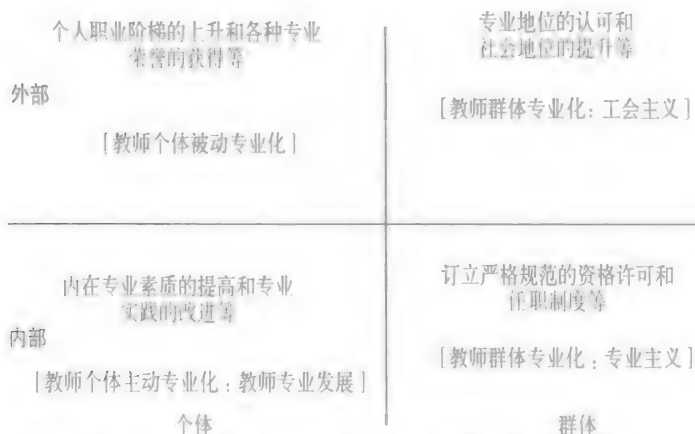 个人职业阶梯的上升和各种专业
荣誉的获得等
外部
[教师个体被动专业化]
专业地位的认可和
社会地位的提升等
[教师群体专业化：工会主义]
内在专业素质的提高和专业
实践的改进等
内部
[教师个体主动专业化：教师专业发展]
个体
订立严格规范的资格许可和
任职制度等
[教师群体专业化：专业主义]
群体